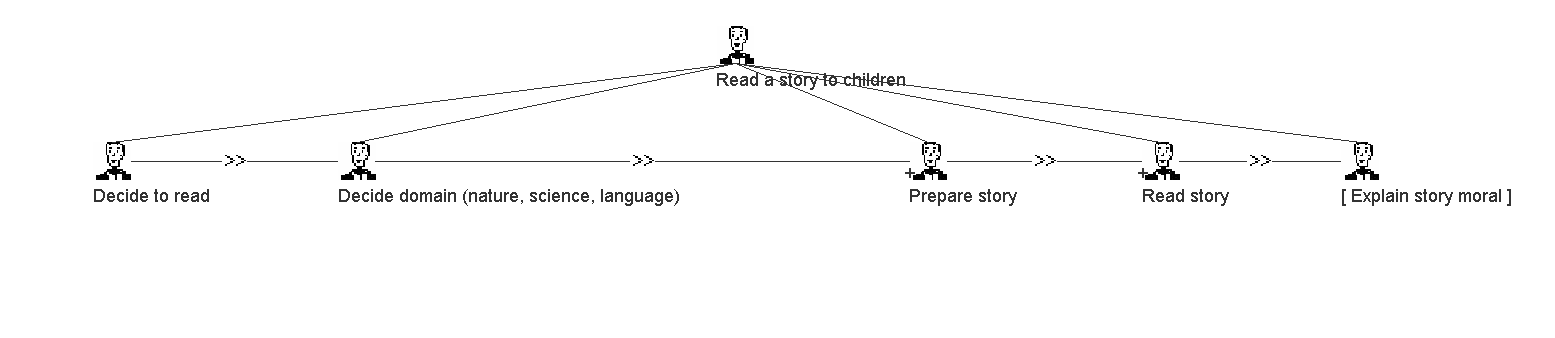 Read a story to children
>> >> >> >>
+ +
Decide to read Decide domain (nature, science, language) Prepare story Read story [ Explain story moral ]